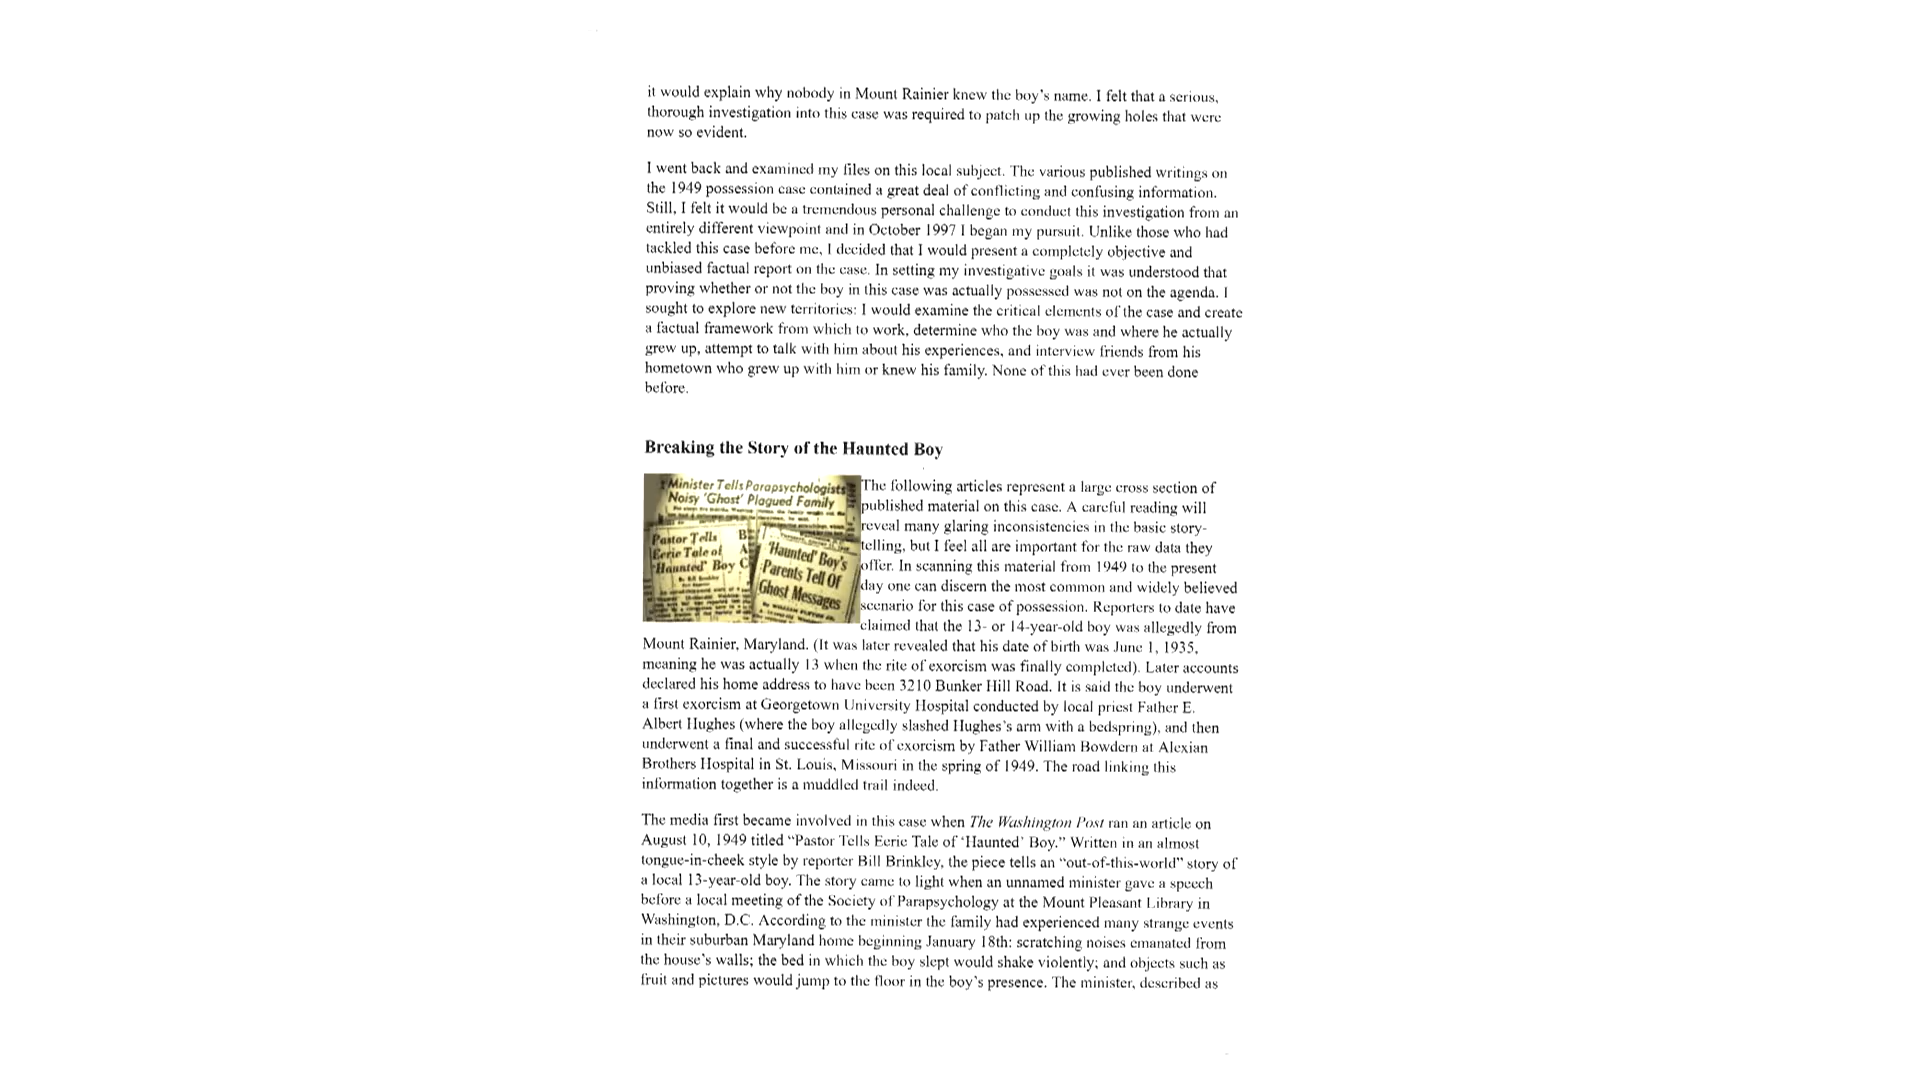 it would explain why nobody in Mount Rainier knew the boy's name. I felt that a serious,
thorough investigation into this case was required to patch up the growing holes that were
now so evident.
I went back and examined my files on this local subject. The various published writings on
the 1949 possession case contained a great deal of conflicting and confusing information.
Still, I felt it would be a tremendous personal challenge to conduct this investigation from an
entirely different viewpoint and in October 1997 I began my pursuit. Unlike those who had
tackled this case before me, I decided that I would present a completely objective and
unbiased factual report on the case. In setting my investigative goals it was understood that
proving whether or not the boy in this case was actually possessed was not on the agenda. I
sought to explore new territories: I would examine the critical elements of the case and create
a factual framework from which to work, determine who the boy was and where he actually
grew up, attempt to talk with him about his experiences, and interview friends from his
hometown who grew up with him or knew his family. None of this had ever been done
before.
Breaking the Story of the Haunted Boy
Minister Tells Parapsychologists
Noisy 'Ghost' Plagued Family
Pastor Tells
Eerie Tale of
'Haunted' Boy
'Haunted' Boy's
Parents Tell Of
Ghost Messages
The following articles represent a large cross section of
published material on this case. A careful reading will
reveal many glaring inconsistencies in the basic story-
telling, but I feel all are important for the raw data they
offer. In scanning this material from 1949 to the present
day one can discern the most common and widely believed
scenario for this case of possession. Reporters to date have
claimed that the 13- or 14-year-old boy was allegedly from
Mount Rainier, Maryland. (It was later revealed that his date of birth was June 1, 1935,
meaning he was actually 13 when the rite of exorcism was finally completed). Later accounts
declared his home address to have been 3210 Bunker Hill Road. It is said the boy underwent
a first exorcism at Georgetown University Hospital conducted by local priest Father E.
Albert Hughes (where the boy allegedly slashed Hughes's arm with a bedspring), and then
underwent a final and successful rite of exorcism by Father William Bowdern at Alexian
Brothers Hospital in St. Louis, Missouri in the spring of 1949. The road linking this
information together is a muddled trail indeed.
The media first became involved in this case when The Washington Post ran an article on
August 10, 1949 titled “Pastor Tells Eerie Tale of ‘Haunted’ Boy.” Written in an almost
tongue-in-cheek style by reporter Bill Brinkley, the piece tells an “out-of-this-world” story of
a local 13-year-old boy. The story came to light when an unnamed minister gave a speech
before a local meeting of the Society of Parapsychology at the Mount Pleasant Library in
Washington, D.C. According to the minister the family had experienced many strange events
in their suburban Maryland home beginning January 18th: scratching noises emanated from
the house's walls; the bed in which the boy slept would shake violently; and objects such as
fruit and pictures would jump to the floor in the boy's presence. The minister, described as